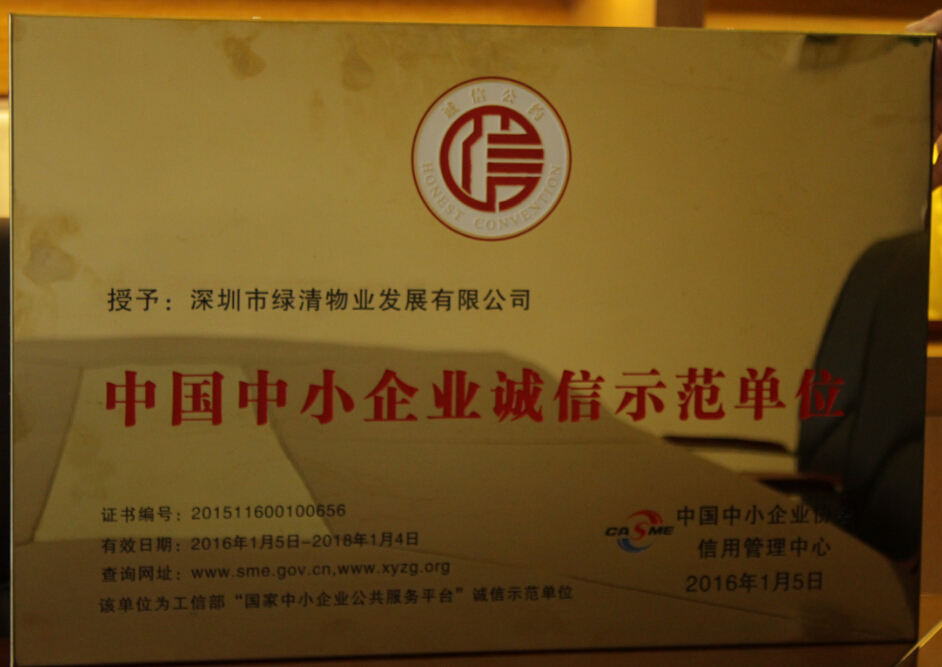 诚信公约
信
HONEST CONVENTION
授予：深圳市绿清物业发展有限公司
中国中小企业诚信示范单位
证书编号：201511600100656
有效日期：2016年1月5日-2018年1月4日
查询网址：www.sme.gov.cn,www.xyzg.org
该单位为工信部“国家中小企业公共服务平台”诚信示范单位
CASME
中国中小企业协会
信用管理中心
2016年1月5日